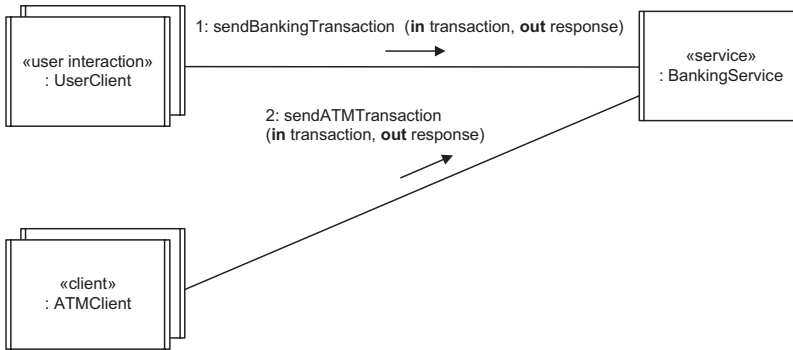 1: sendBankingTransaction (in transaction, out response)
«user interaction»
: UserClient
«service»
: BankingService
2: sendATMTransaction
(in transaction, out response)
«client»
: ATMClient